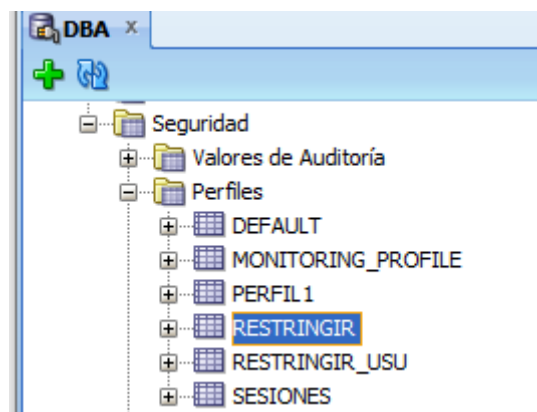 DBA
Seguridad
Valores de Auditoría
Perfiles
DEFAULT
MONITORING_PROFILE
PERFIL1
RESTRINGIR
RESTRINGIR_USU
SESIONES